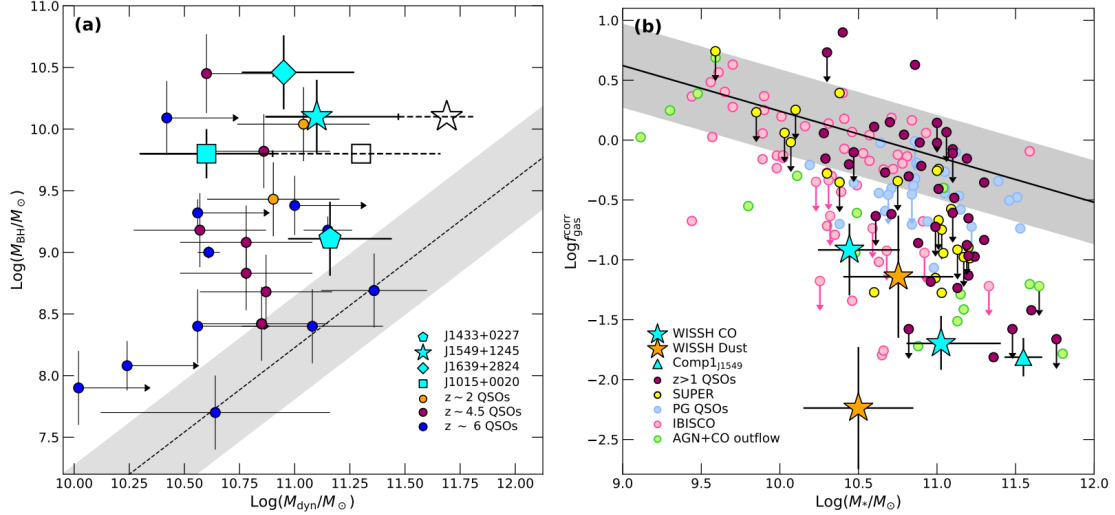 (a)
11.0
10.5
10.0
9.5
9.0
8.5
8.0
7.5
Log(M_BH/M_⊙)
J1433+0227
J1549+1245
J1639+2824
J1015+0020
z ~ 2 QSOs
z ~ 4.5 QSOs
z ~ 6 QSOs
10.00 10.25 10.50 10.75 11.00 11.25 11.50 11.75 12.00
Log(M_dyn/M_⊙)
(b)
1.0
0.5
0.0
−0.5
−1.0
−1.5
−2.0
−2.5
Logf_gas^corr
WISSH CO
WISSH Dust
Comp1_J1549
z>1 QSOs
SUPER
PG QSOs
IBISCO
AGN+CO outflow
9.0 9.5 10.0 10.5 11.0 11.5 12.0
Log(M_*/M_⊙)